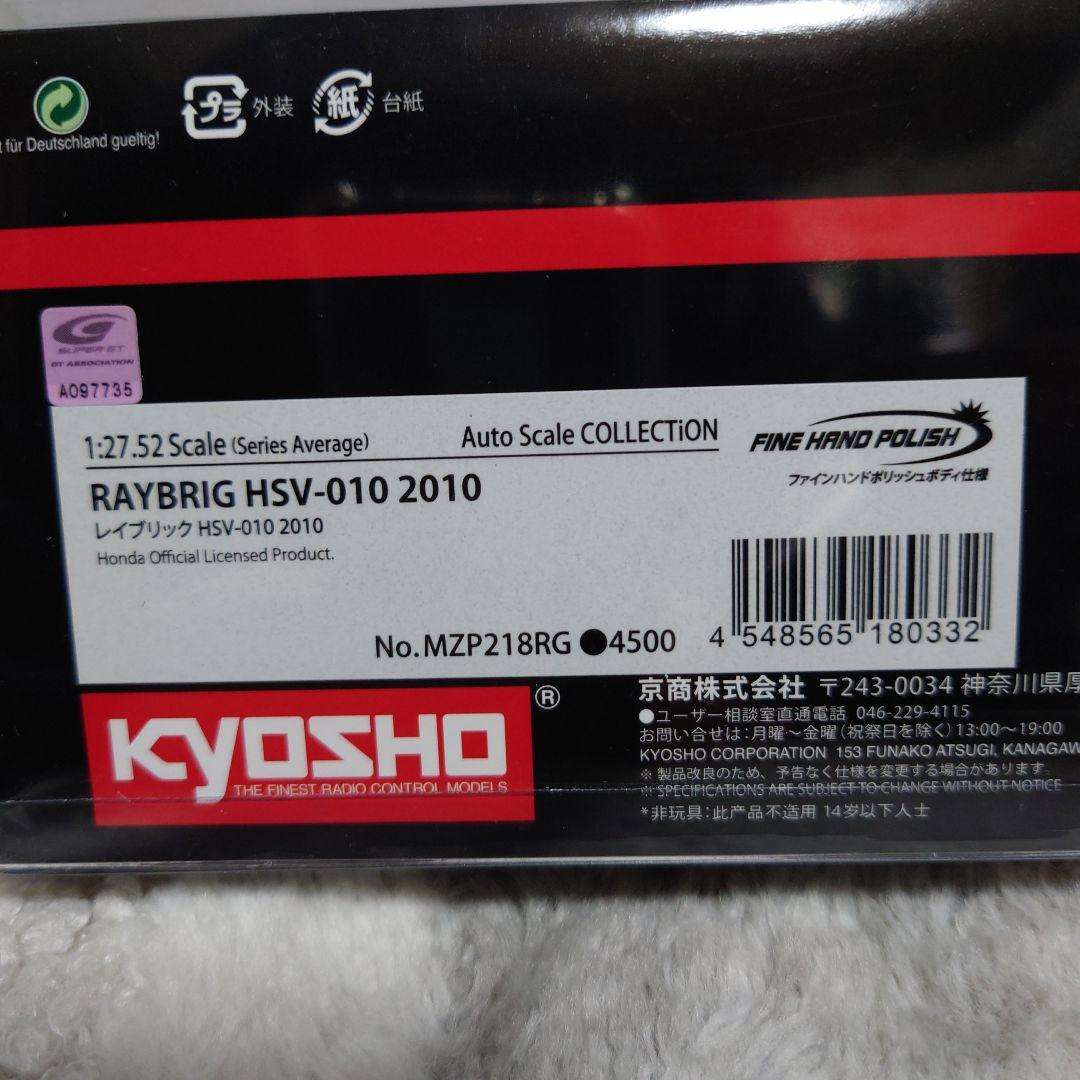 プラ 外装 紙 台紙
für Deutschland gueltig!
SUPER GT
GT ASSOCIATION
A097735
1:27.52 Scale (Series Average) Auto Scale COLLECTiON
FINE HAND POLISH
ファインハンドポリッシュボディ仕様
RAYBRIG HSV-010 2010
レイブリック HSV-010 2010
Honda Official Licensed Product.
No.MZP218RG ●4500
4 548565 180332
KYOSHO ®
THE FINEST RADIO CONTROL MODELS
京商株式会社 〒243-0034 神奈川県厚
●ユーザー相談室直通電話 046-229-4115
お問い合せは:月曜〜金曜(祝祭日を除く)13:00〜19:00
KYOSHO CORPORATION 153 FUNAKO ATSUGI, KANAGAW
※ 製品改良のため、予告なく仕様を変更する場合があります.
※ SPECIFICATIONS ARE SUBJECT TO CHANGE WITHOUT NOTICE
*非玩具:此产品不适用 14岁以下人士